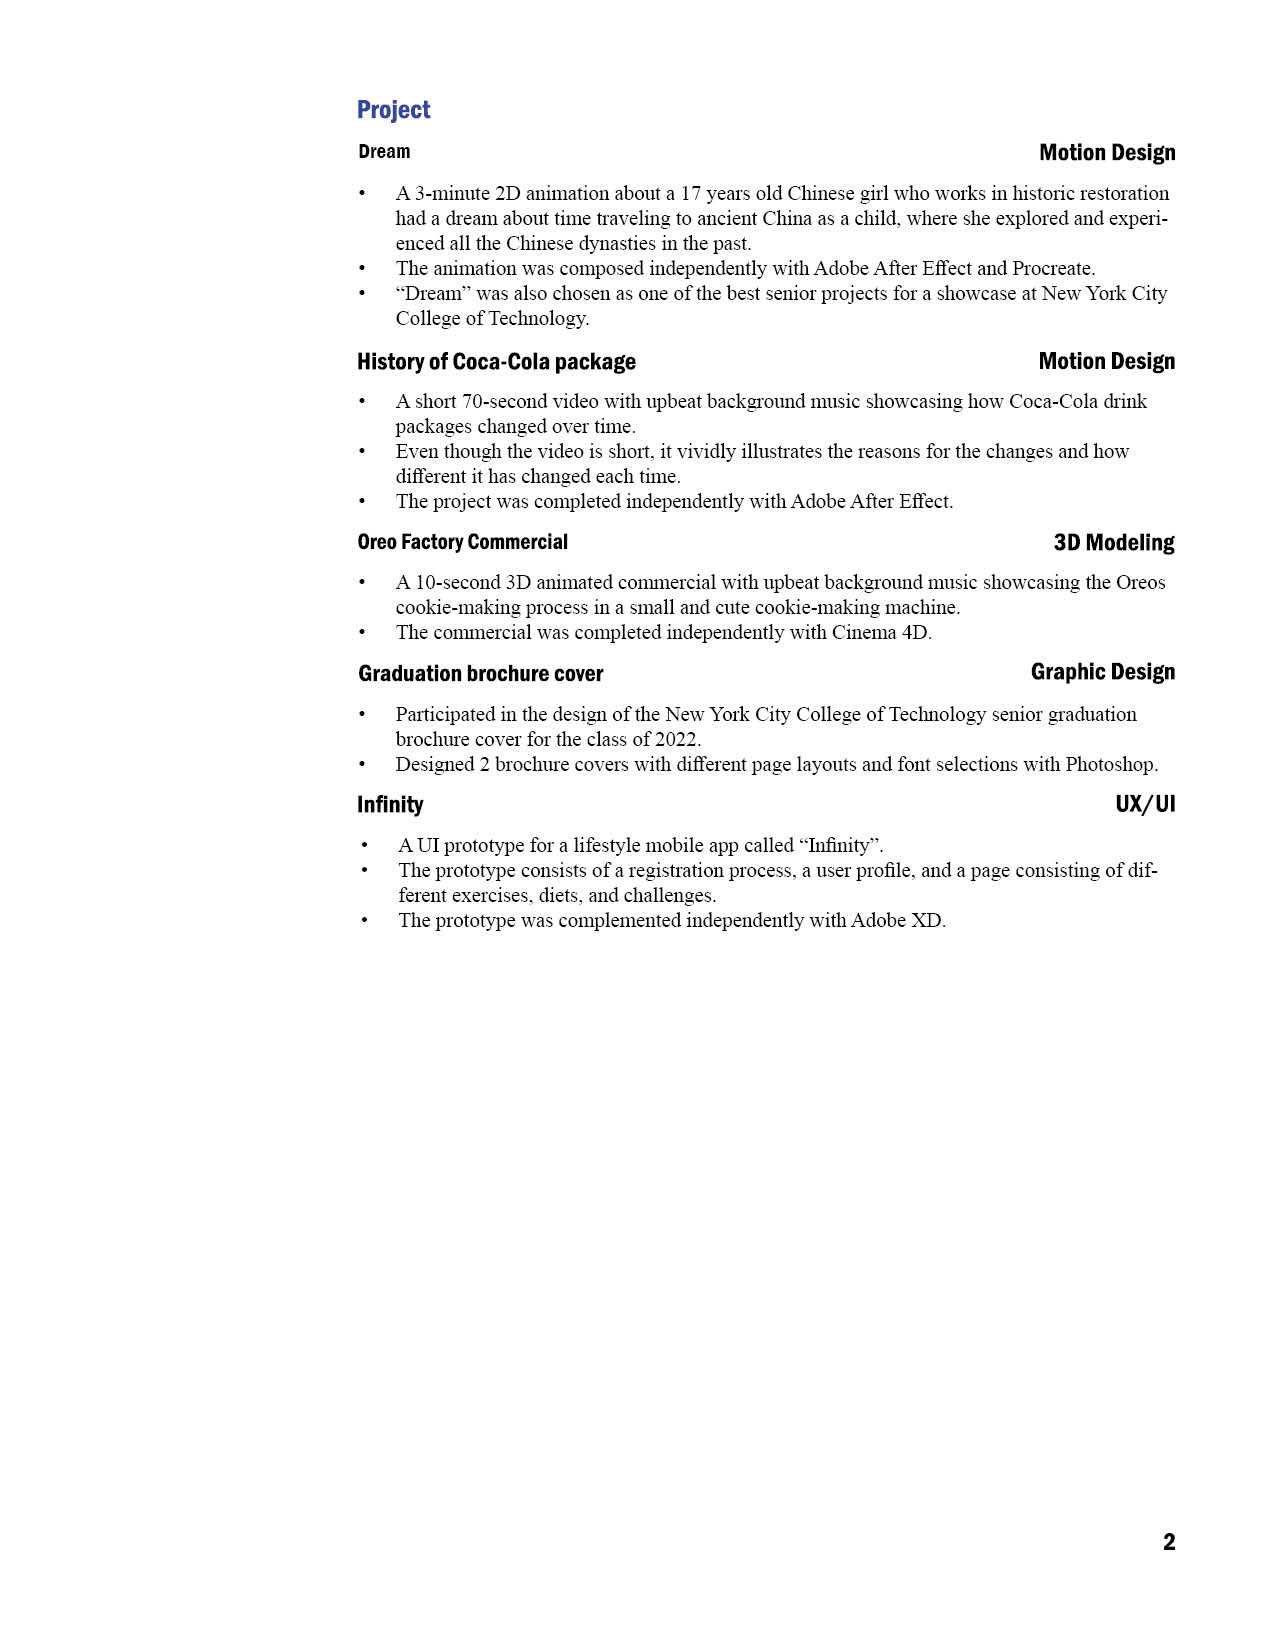 Project
Dream Motion Design
• A 3-minute 2D animation about a 17 years old Chinese girl who works in historic restoration
had a dream about time traveling to ancient China as a child, where she explored and experi-
enced all the Chinese dynasties in the past.
• The animation was composed independently with Adobe After Effect and Procreate.
• “Dream” was also chosen as one of the best senior projects for a showcase at New York City
College of Technology.
History of Coca-Cola package Motion Design
• A short 70-second video with upbeat background music showcasing how Coca-Cola drink
packages changed over time.
• Even though the video is short, it vividly illustrates the reasons for the changes and how
different it has changed each time.
• The project was completed independently with Adobe After Effect.
Oreo Factory Commercial 3D Modeling
• A 10-second 3D animated commercial with upbeat background music showcasing the Oreos
cookie-making process in a small and cute cookie-making machine.
• The commercial was completed independently with Cinema 4D.
Graduation brochure cover Graphic Design
• Participated in the design of the New York City College of Technology senior graduation
brochure cover for the class of 2022.
• Designed 2 brochure covers with different page layouts and font selections with Photoshop.
Infinity UX/UI
• A UI prototype for a lifestyle mobile app called “Infinity”.
• The prototype consists of a registration process, a user profile, and a page consisting of dif-
ferent exercises, diets, and challenges.
• The prototype was complemented independently with Adobe XD.
2